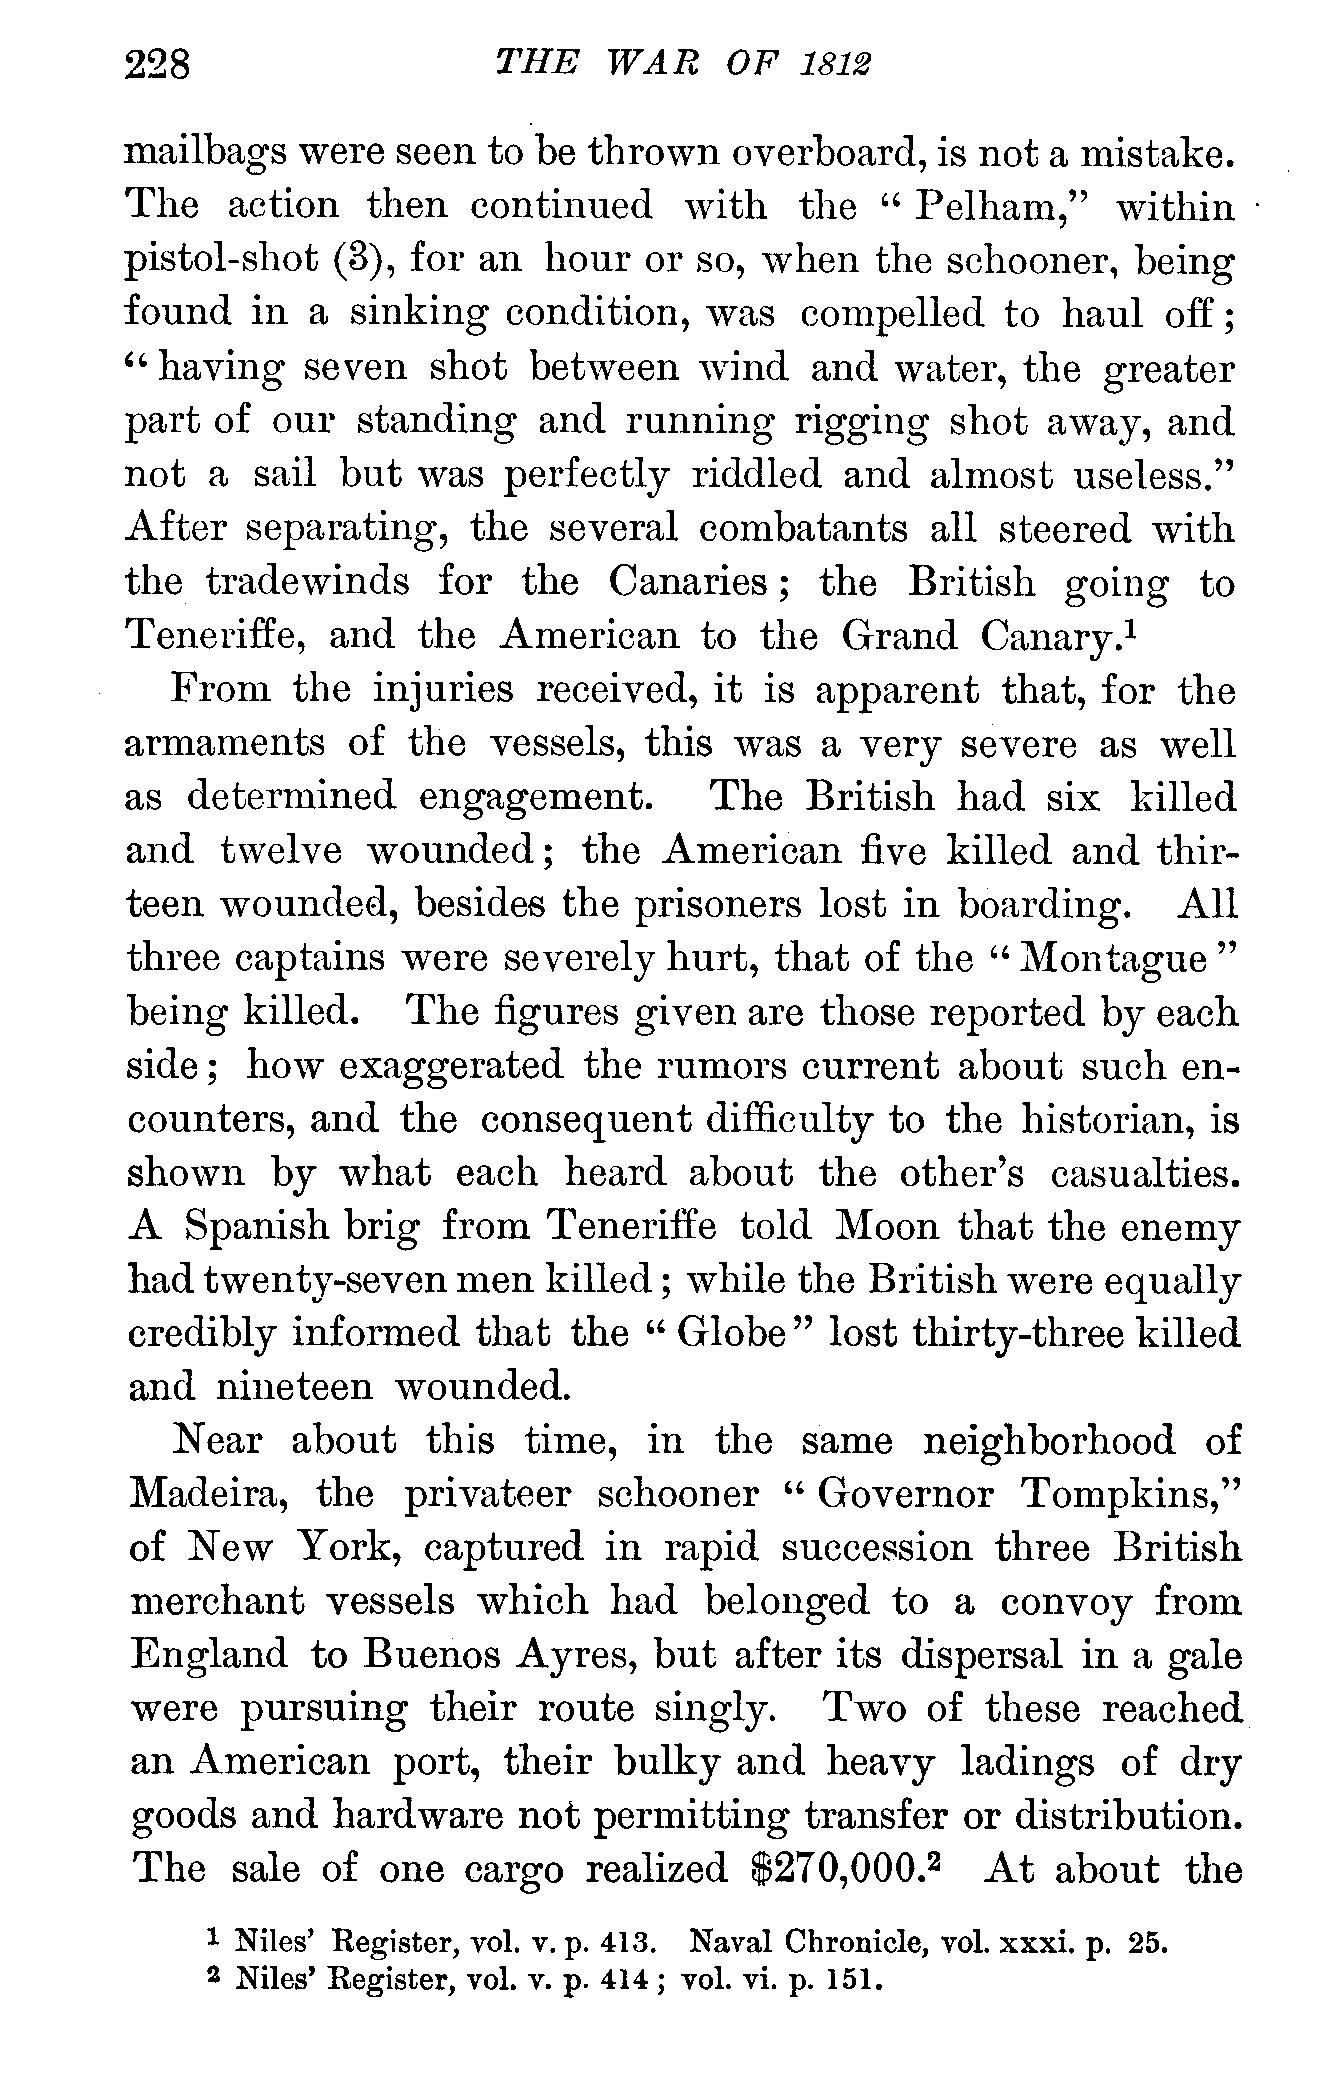 228 THE WAR OF 1812
mailbags were seen to be thrown overboard, is not a mistake.
The action then continued with the “ Pelham,” within
pistol-shot (3), for an hour or so, when the schooner, being
found in a sinking condition, was compelled to haul off ;
“ having seven shot between wind and water, the greater
part of our standing and running rigging shot away, and
not a sail but was perfectly riddled and almost useless.”
After separating, the several combatants all steered with
the tradewinds for the Canaries ; the British going to
Teneriffe, and the American to the Grand Canary.¹
From the injuries received, it is apparent that, for the
armaments of the vessels, this was a very severe as well
as determined engagement. The British had six killed
and twelve wounded ; the American five killed and thir-
teen wounded, besides the prisoners lost in boarding. All
three captains were severely hurt, that of the “ Montague ”
being killed. The figures given are those reported by each
side ; how exaggerated the rumors current about such en-
counters, and the consequent difficulty to the historian, is
shown by what each heard about the other’s casualties.
A Spanish brig from Teneriffe told Moon that the enemy
had twenty-seven men killed ; while the British were equally
credibly informed that the “ Globe ” lost thirty-three killed
and nineteen wounded.
Near about this time, in the same neighborhood of
Madeira, the privateer schooner “ Governor Tompkins,”
of New York, captured in rapid succession three British
merchant vessels which had belonged to a convoy from
England to Buenos Ayres, but after its dispersal in a gale
were pursuing their route singly. Two of these reached
an American port, their bulky and heavy ladings of dry
goods and hardware not permitting transfer or distribution.
The sale of one cargo realized $270,000.² At about the
¹ Niles’ Register, vol. v. p. 413. Naval Chronicle, vol. xxxi. p. 25.
² Niles’ Register, vol. v. p. 414 ; vol. vi. p. 151.